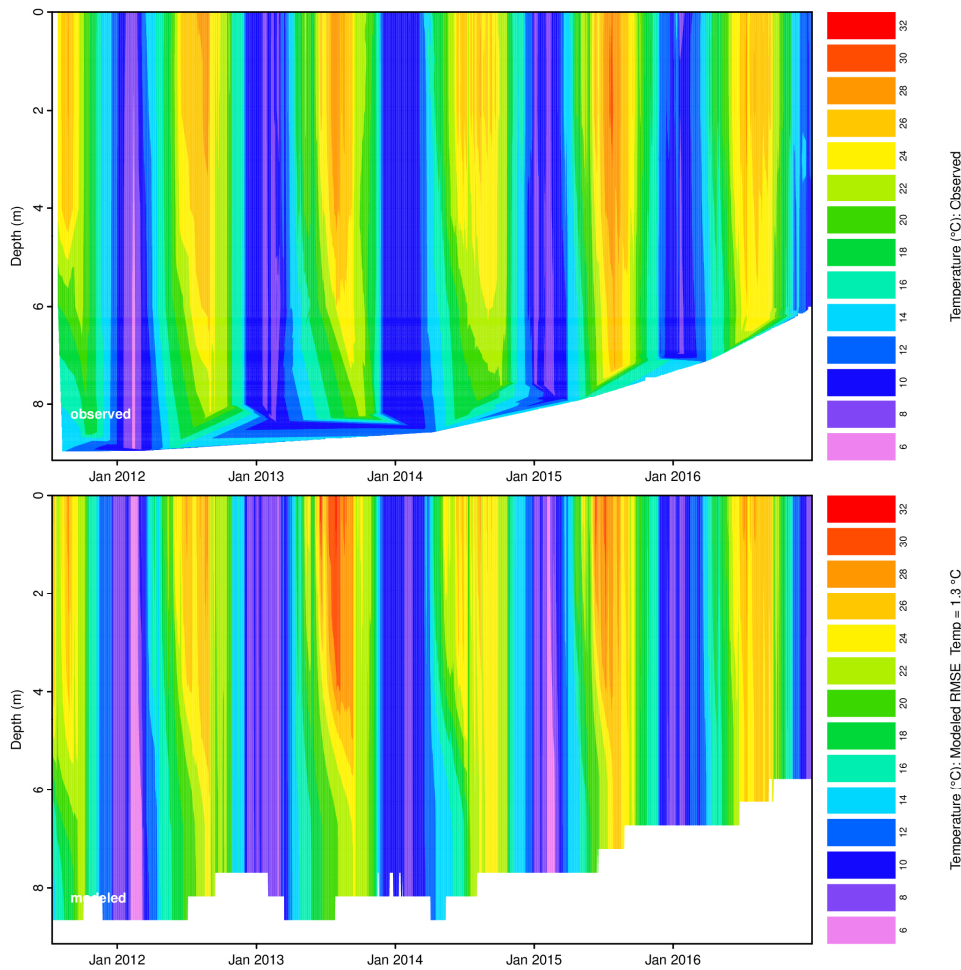 0
2
4
6
8
Depth (m)
observed
Jan 2012
Jan 2013
Jan 2014
Jan 2015
Jan 2016
32
30
28
26
24
22
20
18
16
14
12
10
8
6
Temperature (°C): Observed
0
2
4
6
8
Depth (m)
modeled
Jan 2012
Jan 2013
Jan 2014
Jan 2015
Jan 2016
32
30
28
26
24
22
20
18
16
14
12
10
8
6
Temperature (°C): Modeled RMSE Temp = 1.3 °C